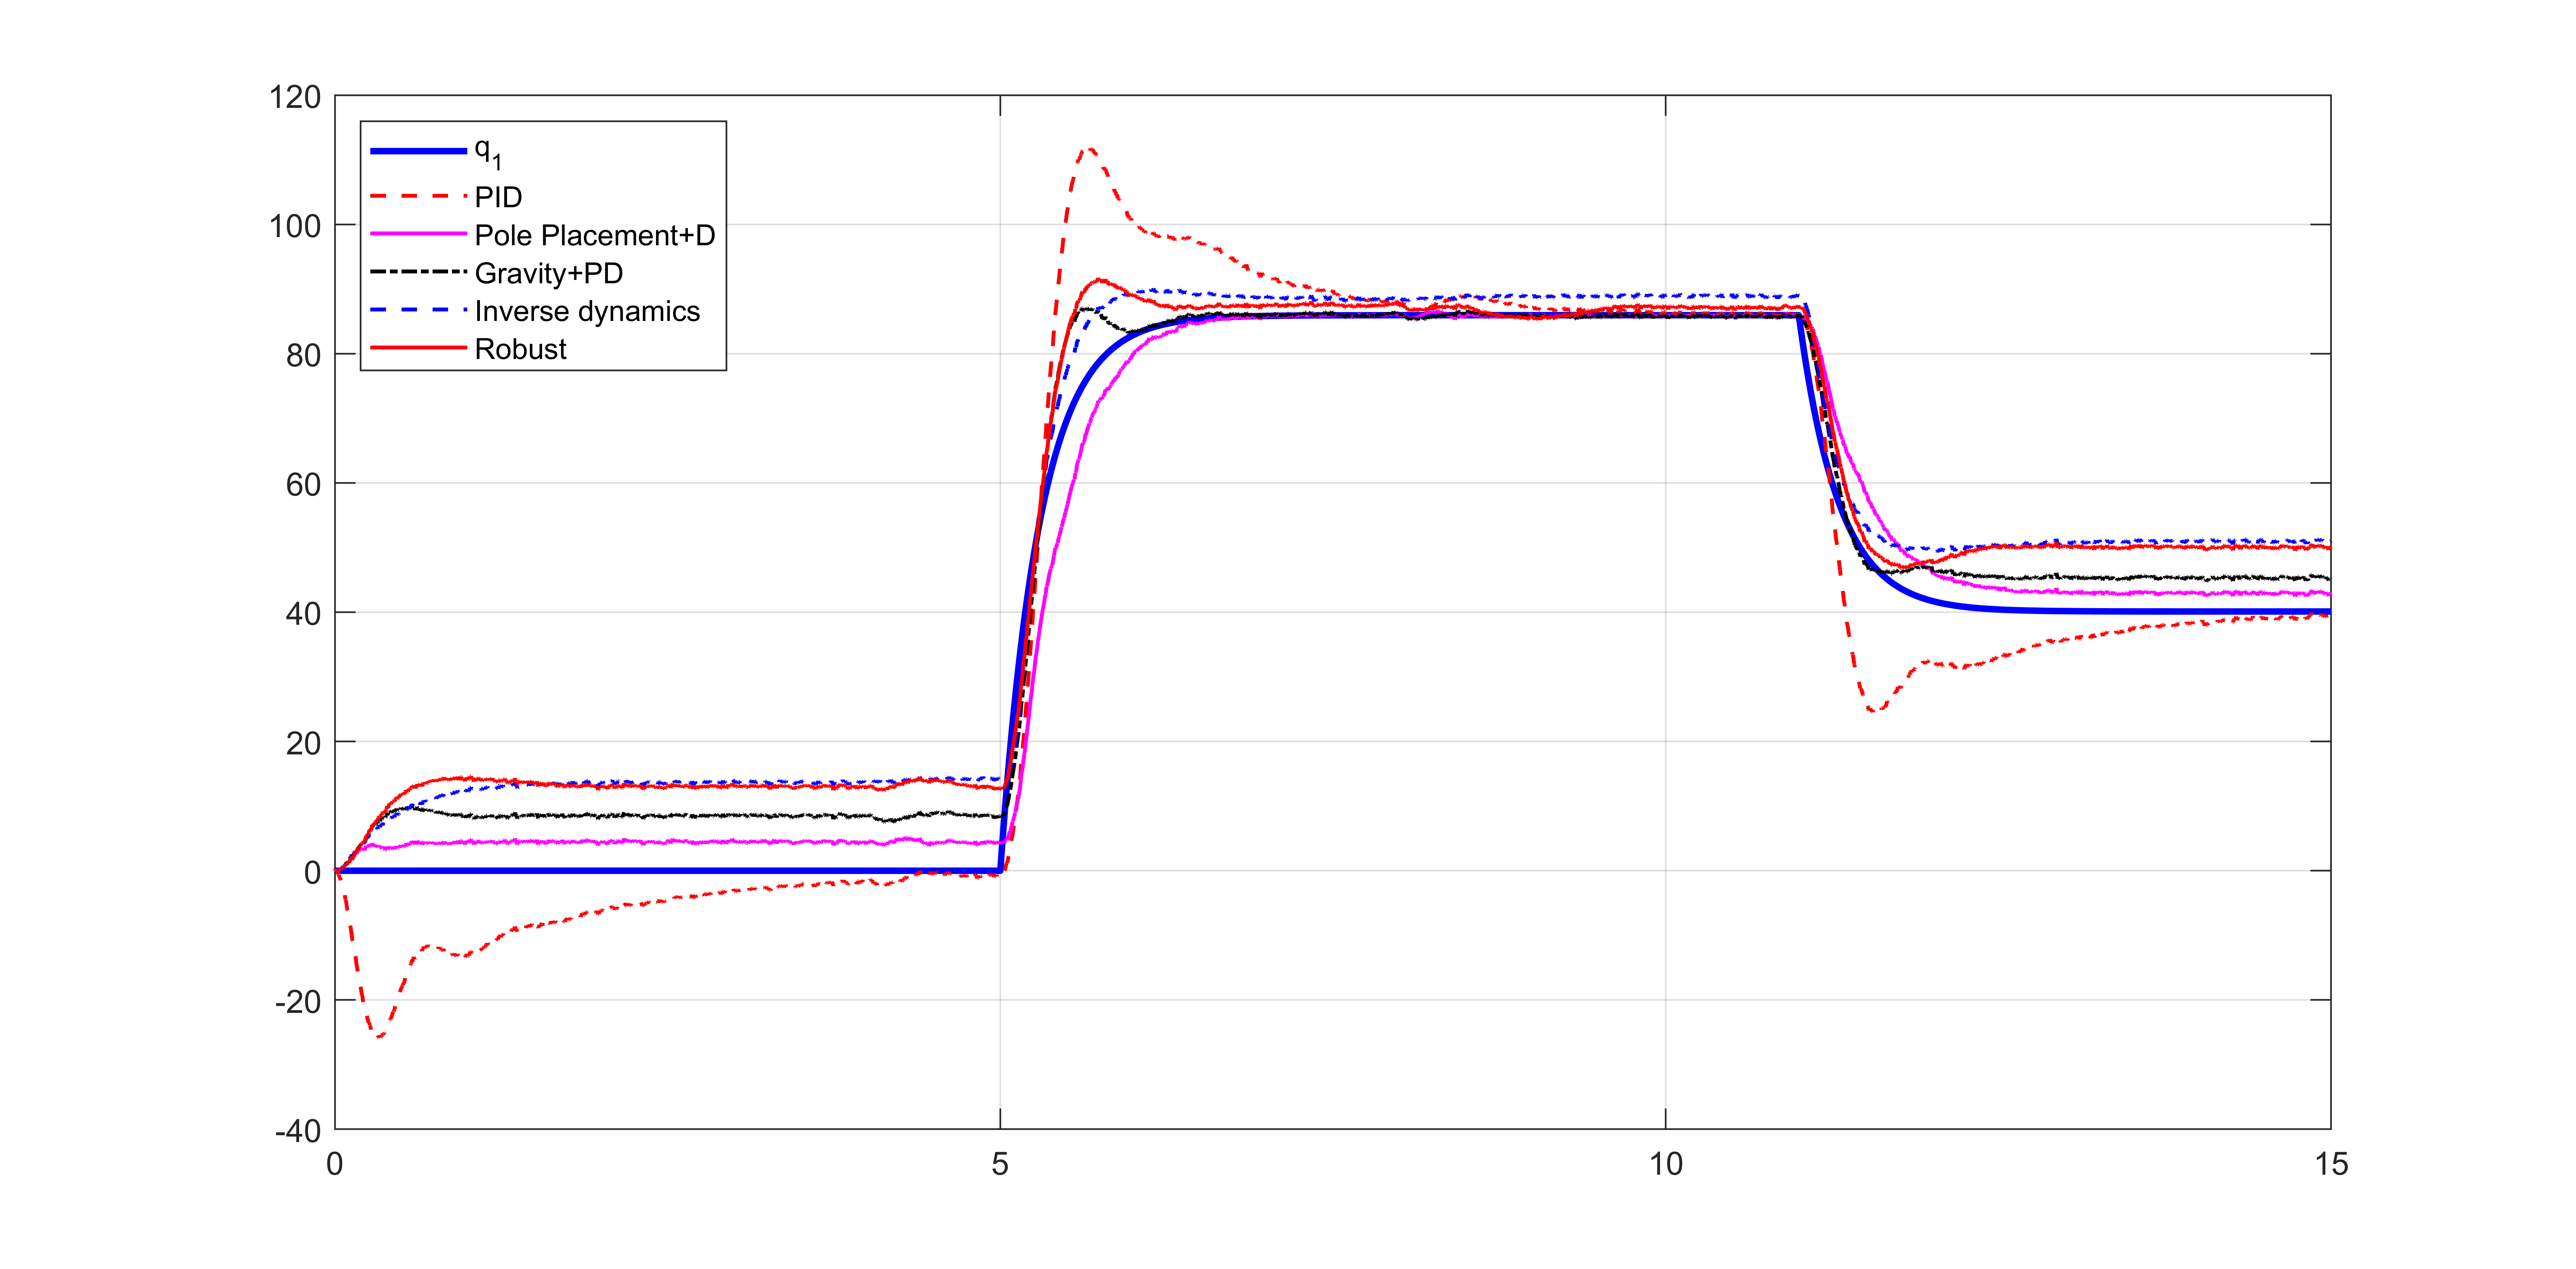 120
100
80
60
40
20
0
-20
-40
q1
PID
Pole Placement+D
Gravity+PD
Inverse dynamics
Robust
0 5 10 15